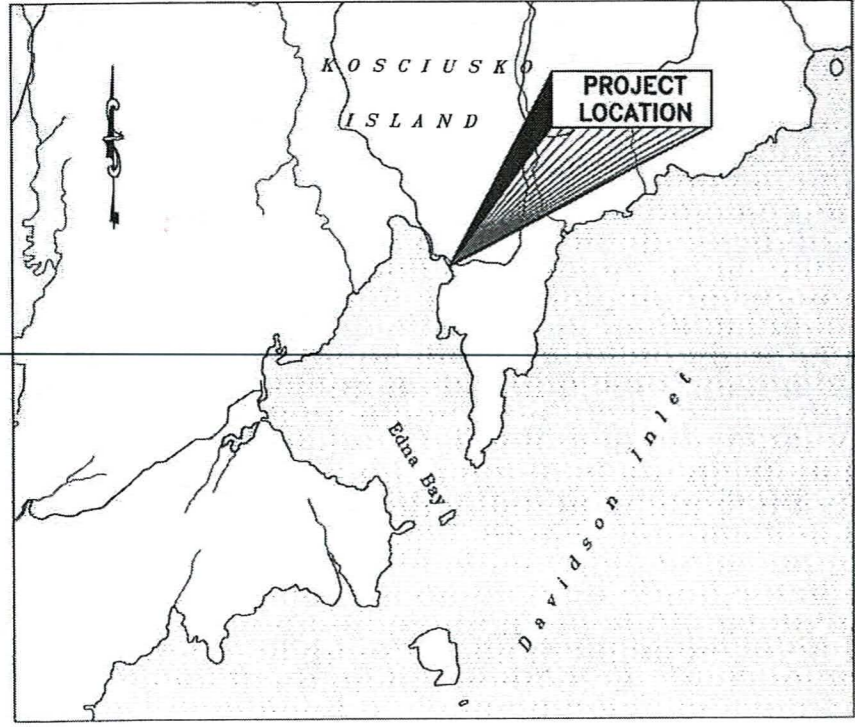 KOSCIUSKO
ISLAND
PROJECT
LOCATION
Edna Bay
Davidson Inlet